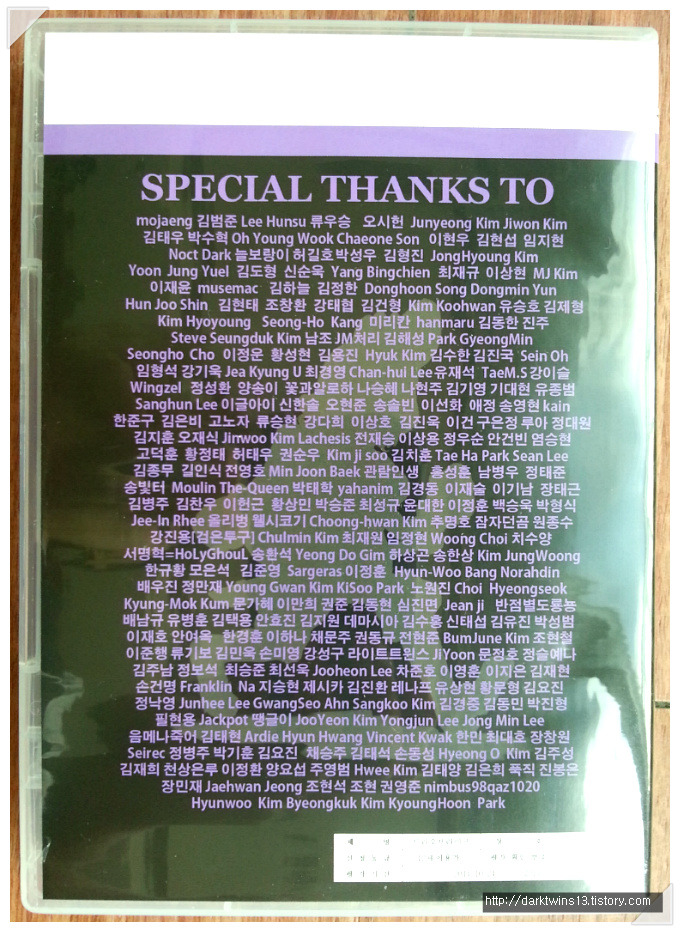 SPECIAL THANKS TO
mojaeng 김범준 Lee Hunsu 류우승 오시헌 Junyeong Kim Jiwon Kim
김태우 박수혁 Oh Young Wook Chaeone Son 이현우 김현섭 임지현
Noct Dark 늘보랑이 허길호 박성우 김형진 JongHyoung Kim
Yoon Jung Yuel 김도형 신순욱 Yang Bingchien 최재규 이상현 MJ Kim
이재윤 musemac 김하늘 김정한 Donghoon Song Dongmin Yun
Hun Joo Shin 김현태 조창환 강태협 김건형 Kim Koohwan 유승호 김제형
Kim Hyoyoung Seong-Ho Kang 미리칸 hanmaru 김동한 진주
Steve Seungduk Kim 남조 JM처리 김해성 Park GyeongMin
Seongho Cho 이정운 황성현 김용진 Hyuk Kim 김수한 김진국 Sein Oh
임형석 강기욱 Jea Kyung U 최경영 Chan-hui Lee 유재석 TaeM.S 강이슬
Wingzel 정성환 양송이 꽃과알로하 나승혜 나현주 김기영 기대현 유종범
Sanghun Lee 이글아이 신한솔 오현준 송솔빈 이선화 애정 송영현 kain
한준구 김은비 고노자 류승현 강다희 이상호 김진욱 이건 구은정 루아 정대원
김지훈 오재식 Jinwoo Kim Lachesis 전재승 이상용 정우순 안건빈 염승현
고덕훈 황정태 허태우 권순우 Kim ji soo 김치훈 Tae Ha Park Sean Lee
김종무 길인식 전영호 Min Joon Baek 관람인생 홍성훈 남병우 정태준
송빛터 Moulin The-Queen 박태학 yahanim 김경동 이재술 이기남 장태근
김병주 김찬우 이헌근 황상민 박승준 최성규 윤대한 이정훈 백승욱 박형식
Jee-In Rhee 올리벙 웰시코기 Choong-hwan Kim 추명호 잠자던곰 원종수
강진용[검은투구] Chulmin Kim 최재원 임정현 Woong Choi 치수양
서명혁=HoLyGhouL 송환석 Yeong Do Gim 하상곤 송한상 Kim JungWoong
한규황 모은석 김준영 Sargeras 이정훈 Hyun-Woo Bang Norahdin
배우진 정만재 Young Gwan Kim KiSoo Park 노원진 Choi Hyeongseok
Kyung-Mok Kum 문가혜 이만희 권준 김동현 심진면 Jean ji 반점별도롱뇽
배남규 유병훈 김택용 안호진 김지원 데마시아 김수홍 신태섭 김유진 박성범
이재호 안여욱 한경훈 이하나 채문주 권동규 전현준 BumJune Kim 조현철
이준행 류기보 김민욱 손미영 강성구 라이트트윈스 JiYoon 문정호 정슬예나
김주남 정보석 최승준 최선욱 Jooheon Lee 차준호 이영훈 이지은 김재현
손건명 Franklin Na 지승현 제시카 김진환 레나프 유상현 황문형 김요진
정낙영 Junhee Lee GwangSeo Ahn Sangkoo Kim 김경중 김동민 박진형
필현용 Jackpot 땡글이 JooYeon Kim Yongjun Lee Jong Min Lee
음메나죽어 김태현 Ardie Hyun Hwang Vincent Kwak 한민 최대호 장창원
Seirec 정병주 박기훈 김요진 채승주 김태석 손동성 Hyeong O Kim 김주성
김재희 천상은루 이정환 양요섭 주영범 Hwee Kim 김태양 김은희 푹직 진봉은
장민재 Jaehwan Jeong 조현석 조현 권영준 nimbus98qaz1020
Hyunwoo Kim Byeongkuk Kim KyoungHoon Park
http://darktwins13.tistory.com